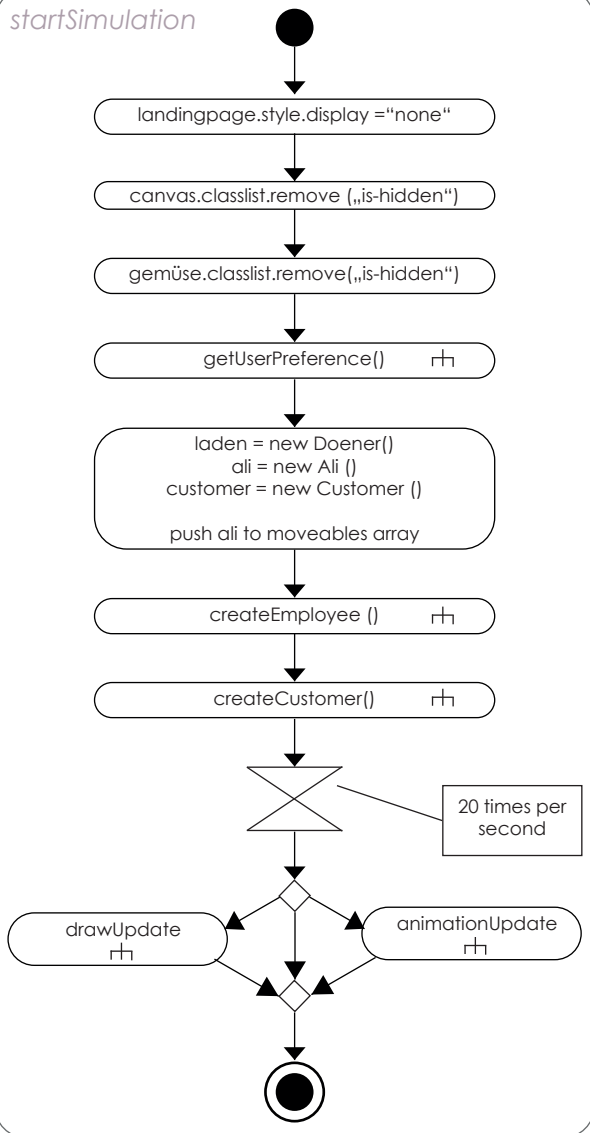 startSimulation
landingpage.style.display =“none“
canvas.classlist.remove („is-hidden“)
gemüse.classlist.remove(„is-hidden“)
getUserPreference()
laden = new Doener()
ali = new Ali ()
customer = new Customer ()
push ali to moveables array
createEmployee ()
createCustomer()
20 times per
second
drawUpdate
animationUpdate